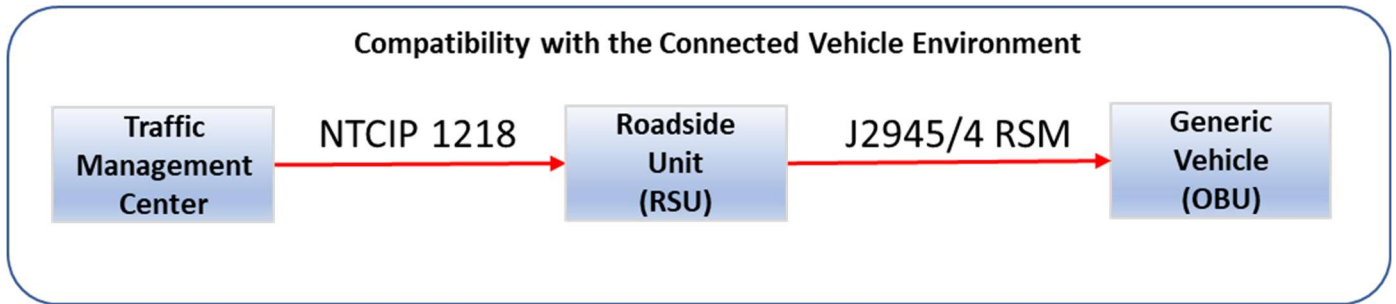 Compatibility with the Connected Vehicle Environment
Traffic
Management
Center
NTCIP 1218
Roadside
Unit
(RSU)
J2945/4 RSM
Generic
Vehicle
(OBU)